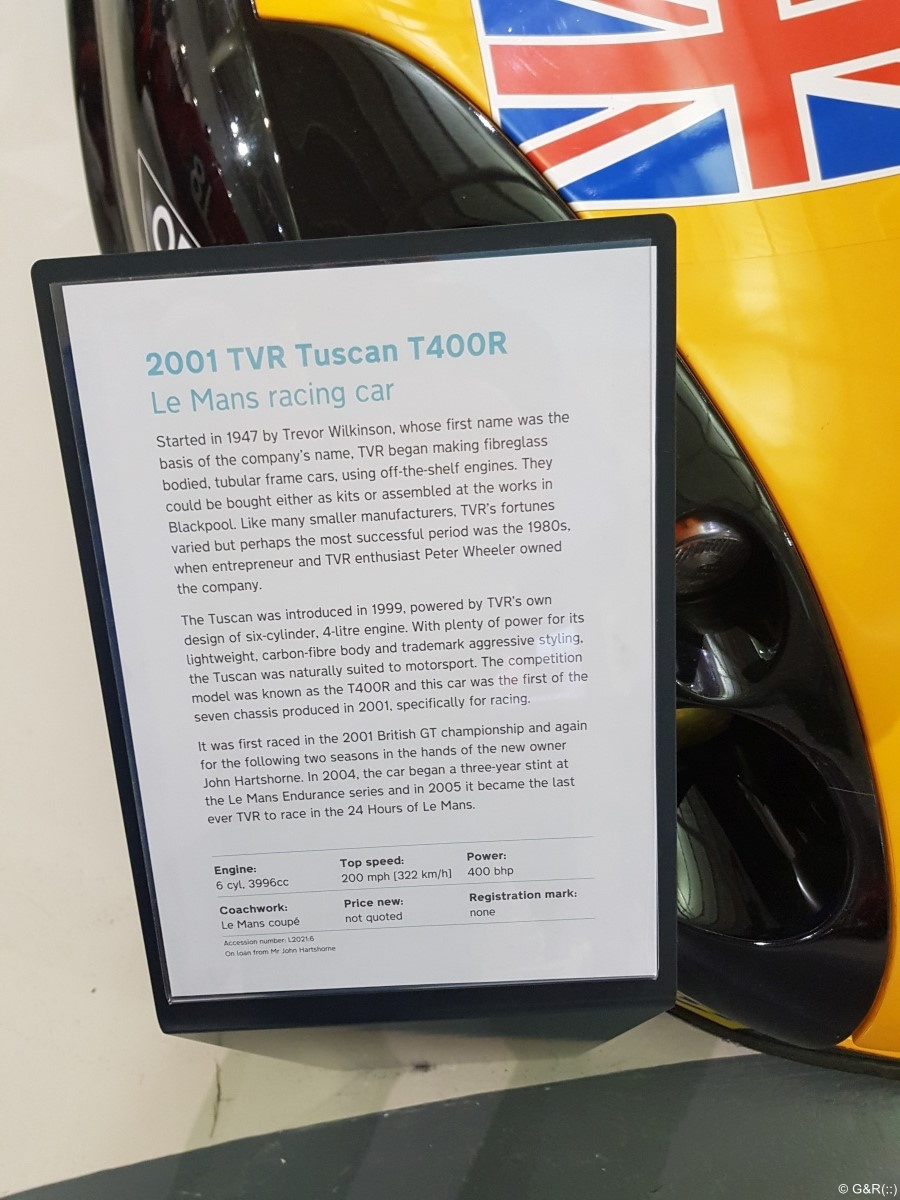 2001 TVR Tuscan T400R
Le Mans racing car
Started in 1947 by Trevor Wilkinson, whose first name was the
basis of the company's name, TVR began making fibreglass
bodied, tubular frame cars, using off-the-shelf engines. They
could be bought either as kits or assembled at the works in
Blackpool. Like many smaller manufacturers, TVR's fortunes
varied but perhaps the most successful period was the 1980s,
when entrepreneur and TVR enthusiast Peter Wheeler owned
the company.
The Tuscan was introduced in 1999, powered by TVR's own
design of six-cylinder, 4-litre engine. With plenty of power for its
lightweight, carbon-fibre body and trademark aggressive styling,
the Tuscan was naturally suited to motorsport. The competition
model was known as the T400R and this car was the first of the
seven chassis produced in 2001, specifically for racing.
It was first raced in the 2001 British GT championship and again
for the following two seasons in the hands of the new owner
John Hartshorne. In 2004, the car began a three-year stint at
the Le Mans Endurance series and in 2005 it became the last
ever TVR to race in the 24 Hours of Le Mans.
Engine: Top speed: Power:
6 cyl, 3996cc 200 mph [322 km/h] 400 bhp
Coachwork: Price new: Registration mark:
Le Mans coupé not quoted none
Accession number: L2021:6
On loan from Mr John Hartshorne
© G&R(::)